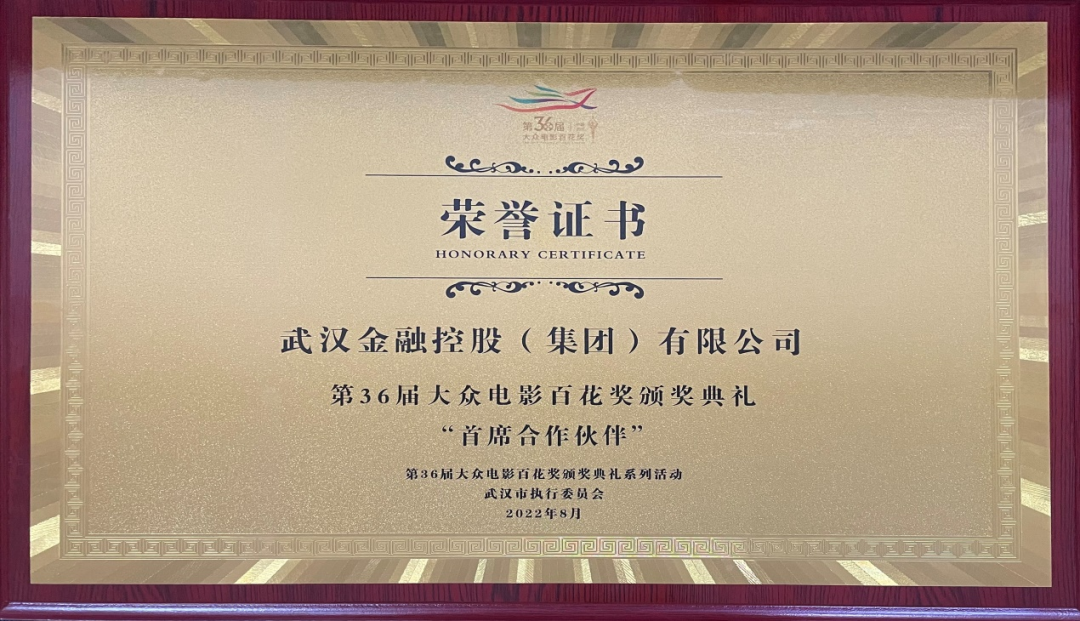 第36届
大众电影百花奖
荣誉证书
HONORARY CERTIFICATE
武汉金融控股（集团）有限公司
第36届大众电影百花奖颁奖典礼
“首席合作伙伴”
第36届大众电影百花奖颁奖典礼系列活动
武汉市执行委员会
2022年8月